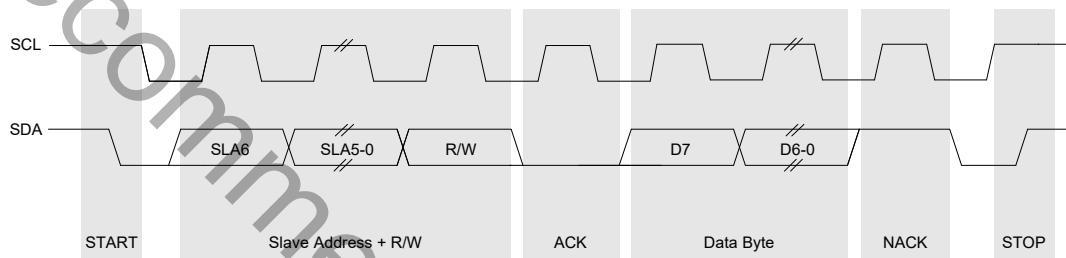 SCL
SDA
SLA6 SLA5-0 R/W D7 D6-0
START Slave Address + R/W ACK Data Byte NACK STOP